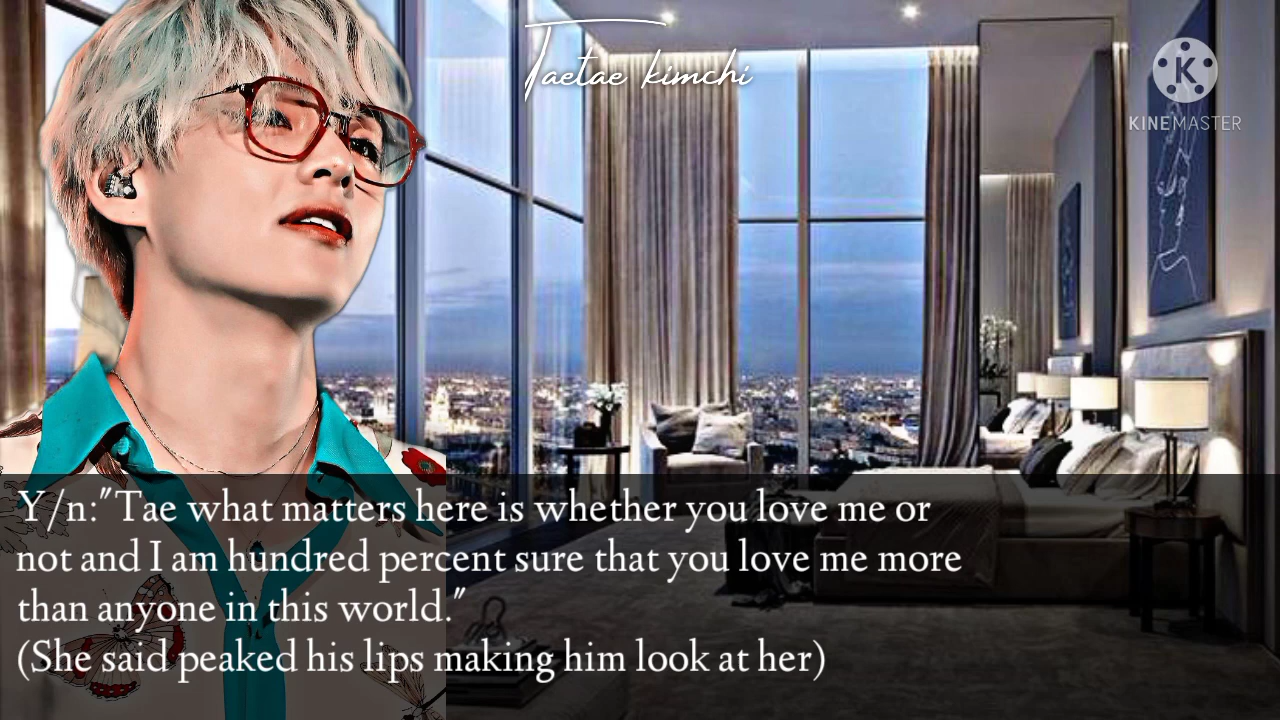 Taetae kimchi
K
KINEMASTER
Y/n:"Tae what matters here is whether you love me or
not and I am hundred percent sure that you love me more
than anyone in this world."
(She said peaked his lips making him look at her)